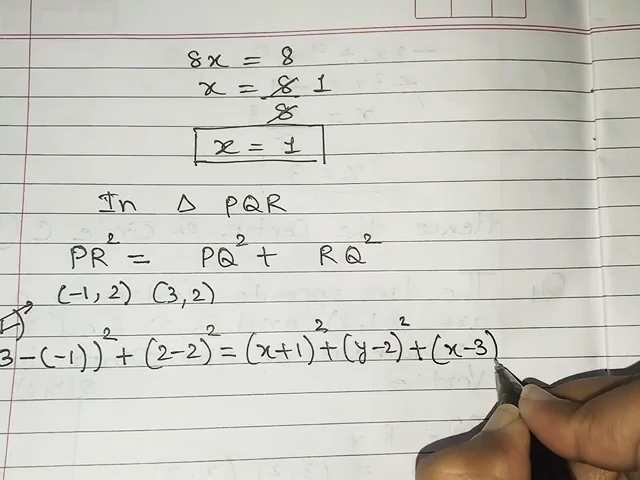 8x = 8
x = 8 1
8
x = 1
In Δ PQR
PR² = PQ² + RQ²
(-1, 2) (3, 2)
3 - (-1))² + (2-2)² = (x+1)² + (y-2)² + (x-3)